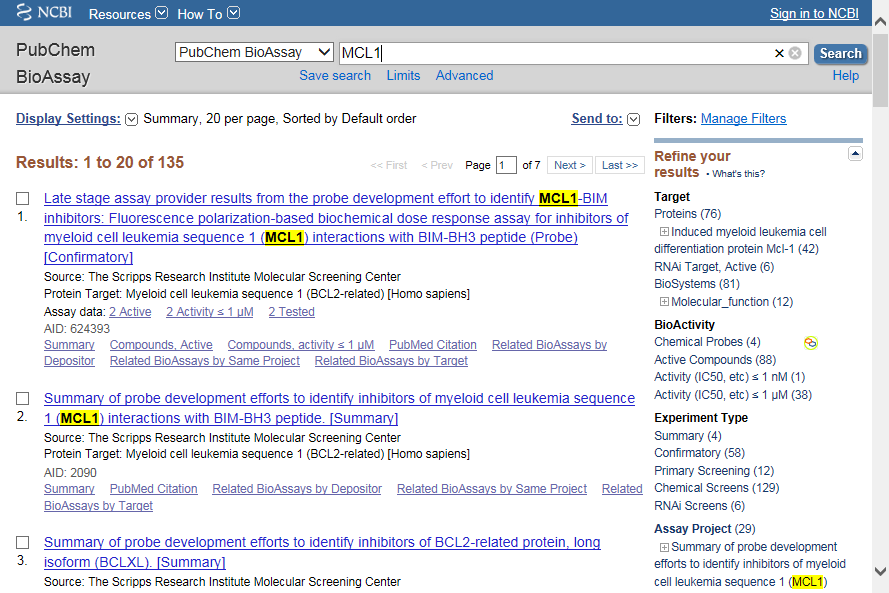 NCBI Resources How To Sign in to NCBI
PubChem
BioAssay
PubChem BioAssay MCL1 Search
Save search Limits Advanced Help
Display Settings: Summary, 20 per page, Sorted by Default order Send to:
Results: 1 to 20 of 135
<< First < Prev Page 1 of 7 Next > Last >>
1. Late stage assay provider results from the probe development effort to identify MCL1-BIM
inhibitors: Fluorescence polarization-based biochemical dose response assay for inhibitors of
myeloid cell leukemia sequence 1 (MCL1) interactions with BIM-BH3 peptide (Probe)
[Confirmatory]
Source: The Scripps Research Institute Molecular Screening Center
Protein Target: Myeloid cell leukemia sequence 1 (BCL2-related) [Homo sapiens]
Assay data: 2 Active 2 Activity ≤ 1 µM 2 Tested
AID: 624393
Summary Compounds, Active Compounds, activity ≤ 1 µM PubMed Citation Related BioAssays by
Depositor Related BioAssays by Same Project Related BioAssays by Target
2. Summary of probe development efforts to identify inhibitors of myeloid cell leukemia sequence
1 (MCL1) interactions with BIM-BH3 peptide. [Summary]
Source: The Scripps Research Institute Molecular Screening Center
Protein Target: Myeloid cell leukemia sequence 1 (BCL2-related) [Homo sapiens]
AID: 2090
Summary PubMed Citation Related BioAssays by Depositor Related BioAssays by Same Project Related
BioAssays by Target
3. Summary of probe development efforts to identify inhibitors of BCL2-related protein, long
isoform (BCLXL). [Summary]
Source: The Scripps Research Institute Molecular Screening Center
Filters: Manage Filters
Refine your
results • What's this?
Target
Proteins (76)
Induced myeloid leukemia cell
differentiation protein Mcl-1 (42)
RNAi Target, Active (6)
BioSystems (81)
Molecular_function (12)
BioActivity
Chemical Probes (4)
Active Compounds (88)
Activity (IC50, etc) ≤ 1 nM (1)
Activity (IC50, etc) ≤ 1 µM (38)
Experiment Type
Summary (4)
Confirmatory (58)
Primary Screening (12)
Chemical Screens (129)
RNAi Screens (6)
Assay Project (29)
Summary of probe development
efforts to identify inhibitors of myeloid
cell leukemia sequence 1 (MCL1)